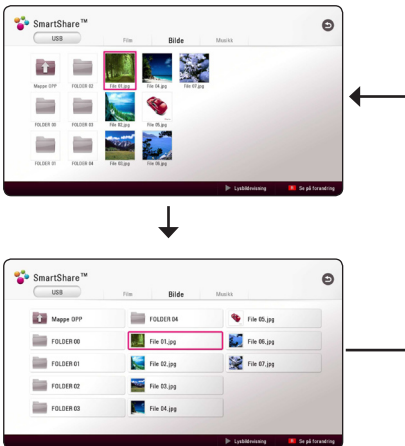 SmartShare™
USB Film Bilde Musikk
Mappe OPP FOLDER 02 File 01.jpg File 04.jpg File 07.jpg
FOLDER 00 FOLDER 03 File 02.jpg File 05.jpg
FOLDER 01 FOLDER 04 File 03.jpg File 06.jpg
Lysbildevisning Se på forandring
SmartShare™
USB Film Bilde Musikk
Mappe OPP FOLDER 04 File 05.jpg
FOLDER 00 File 01.jpg File 06.jpg
FOLDER 01 File 02.jpg File 07.jpg
FOLDER 02 File 03.jpg
FOLDER 03 File 04.jpg
Lysbildevisning Se på forandring